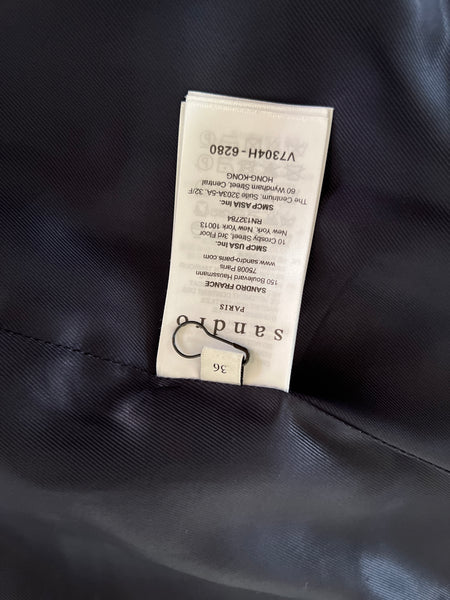 sandro
PARIS
SANDRO FRANCE
150 Boulevard Haussmann
75008 Paris
www.sandro-paris.com
SMCP USA Inc.
10 Crosby Street, 3rd Floor
New York, New York 10013
RN132784
SMCP ASIA Inc.
The Centrium, Suite 3203A-5A, 32/F
60 Wyndham Street, Central
HONG-KONG
V7304H-6280
36